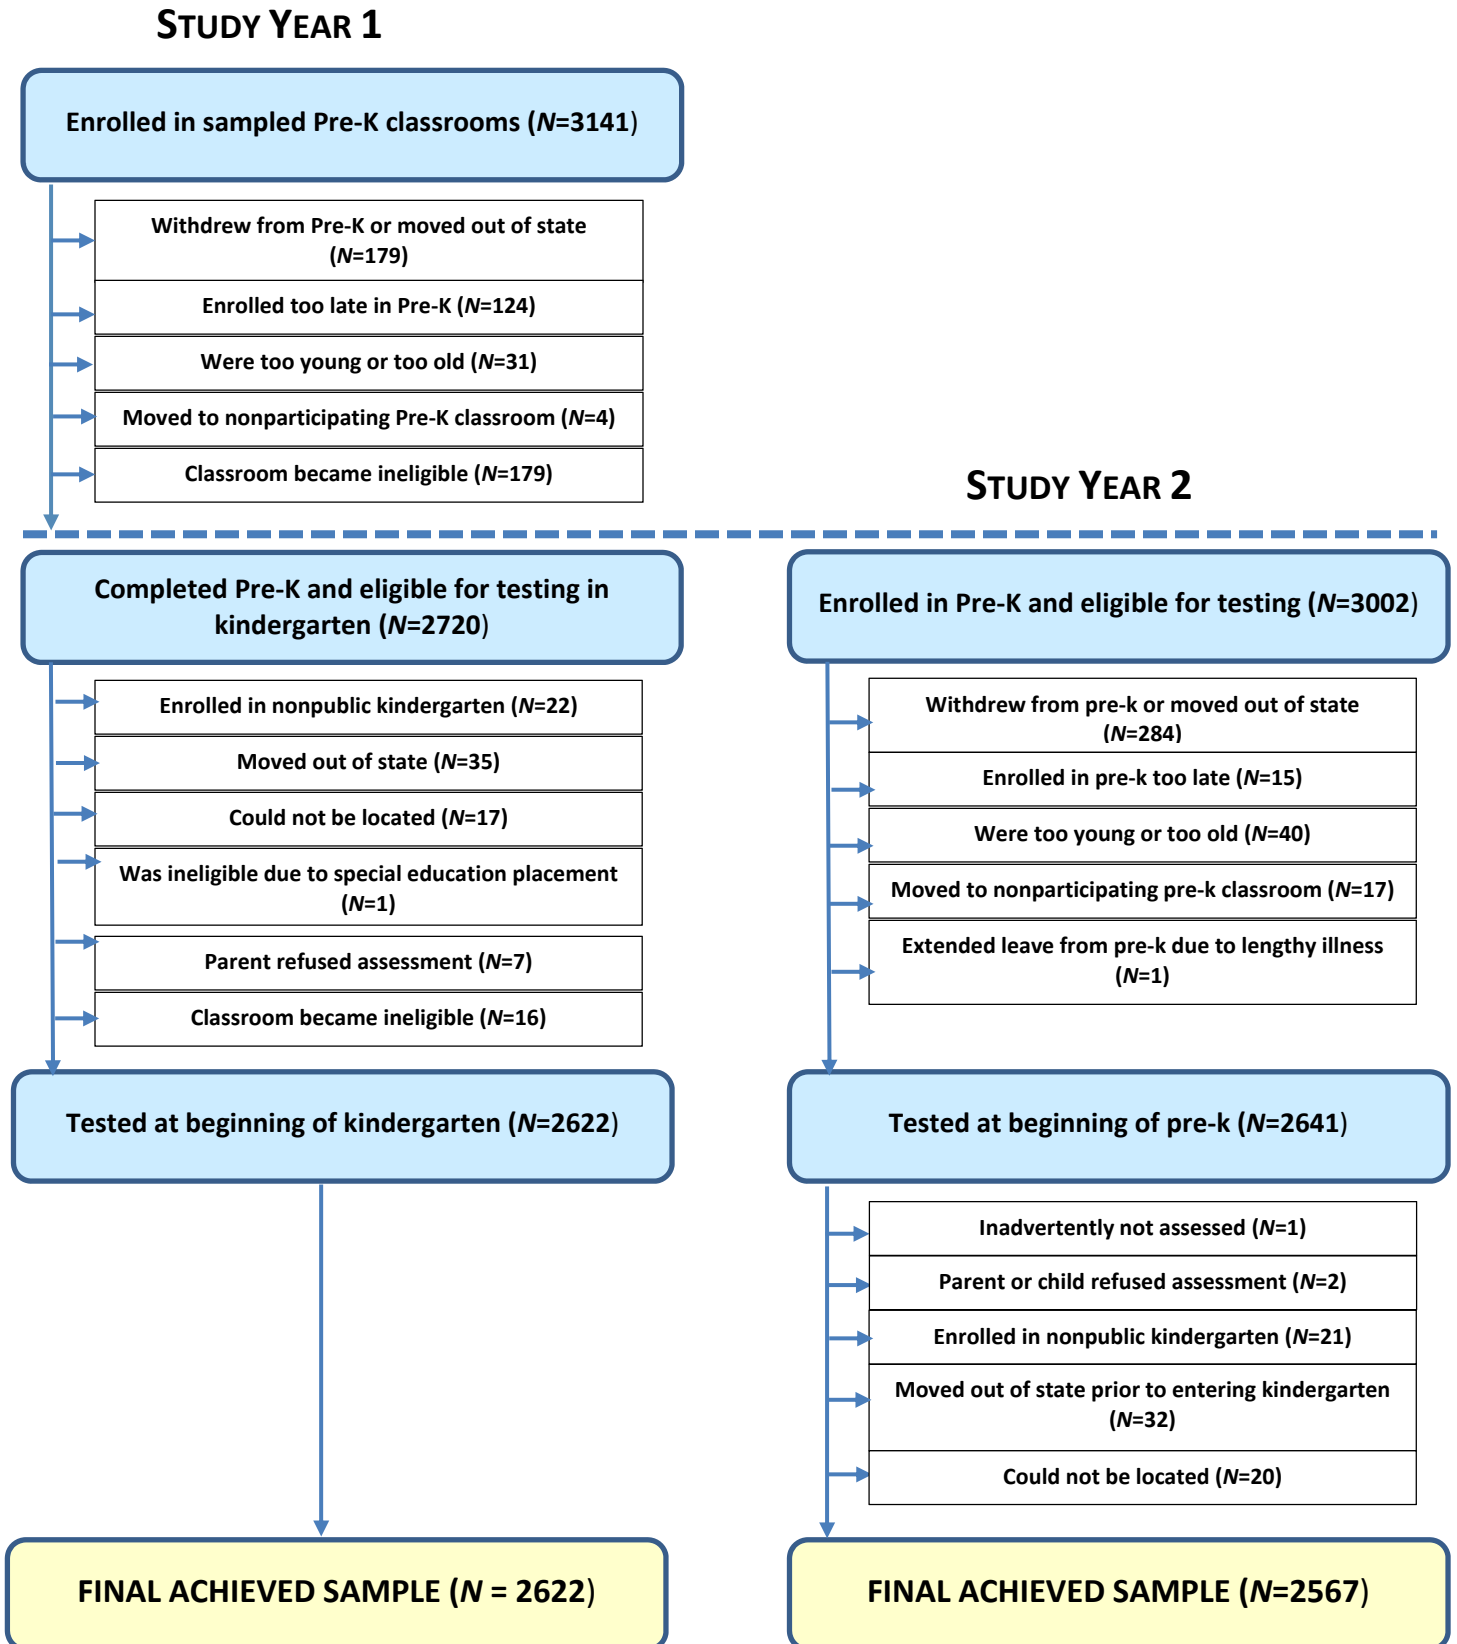 STUDY YEAR 1
Enrolled in sampled Pre-K classrooms (N=3141)
Withdrew from Pre-K or moved out of state
(N=179)
Enrolled too late in Pre-K (N=124)
Were too young or too old (N=31)
Moved to nonparticipating Pre-K classroom (N=4)
Classroom became ineligible (N=179)
STUDY YEAR 2
Completed Pre-K and eligible for testing in
kindergarten (N=2720)
Enrolled in nonpublic kindergarten (N=22)
Moved out of state (N=35)
Could not be located (N=17)
Was ineligible due to special education placement
(N=1)
Parent refused assessment (N=7)
Classroom became ineligible (N=16)
Tested at beginning of kindergarten (N=2622)
FINAL ACHIEVED SAMPLE (N = 2622)
Enrolled in Pre-K and eligible for testing (N=3002)
Withdrew from pre-k or moved out of state
(N=284)
Enrolled in pre-k too late (N=15)
Were too young or too old (N=40)
Moved to nonparticipating pre-k classroom (N=17)
Extended leave from pre-k due to lengthy illness
(N=1)
Tested at beginning of pre-k (N=2641)
Inadvertently not assessed (N=1)
Parent or child refused assessment (N=2)
Enrolled in nonpublic kindergarten (N=21)
Moved out of state prior to entering kindergarten
(N=32)
Could not be located (N=20)
FINAL ACHIEVED SAMPLE (N=2567)